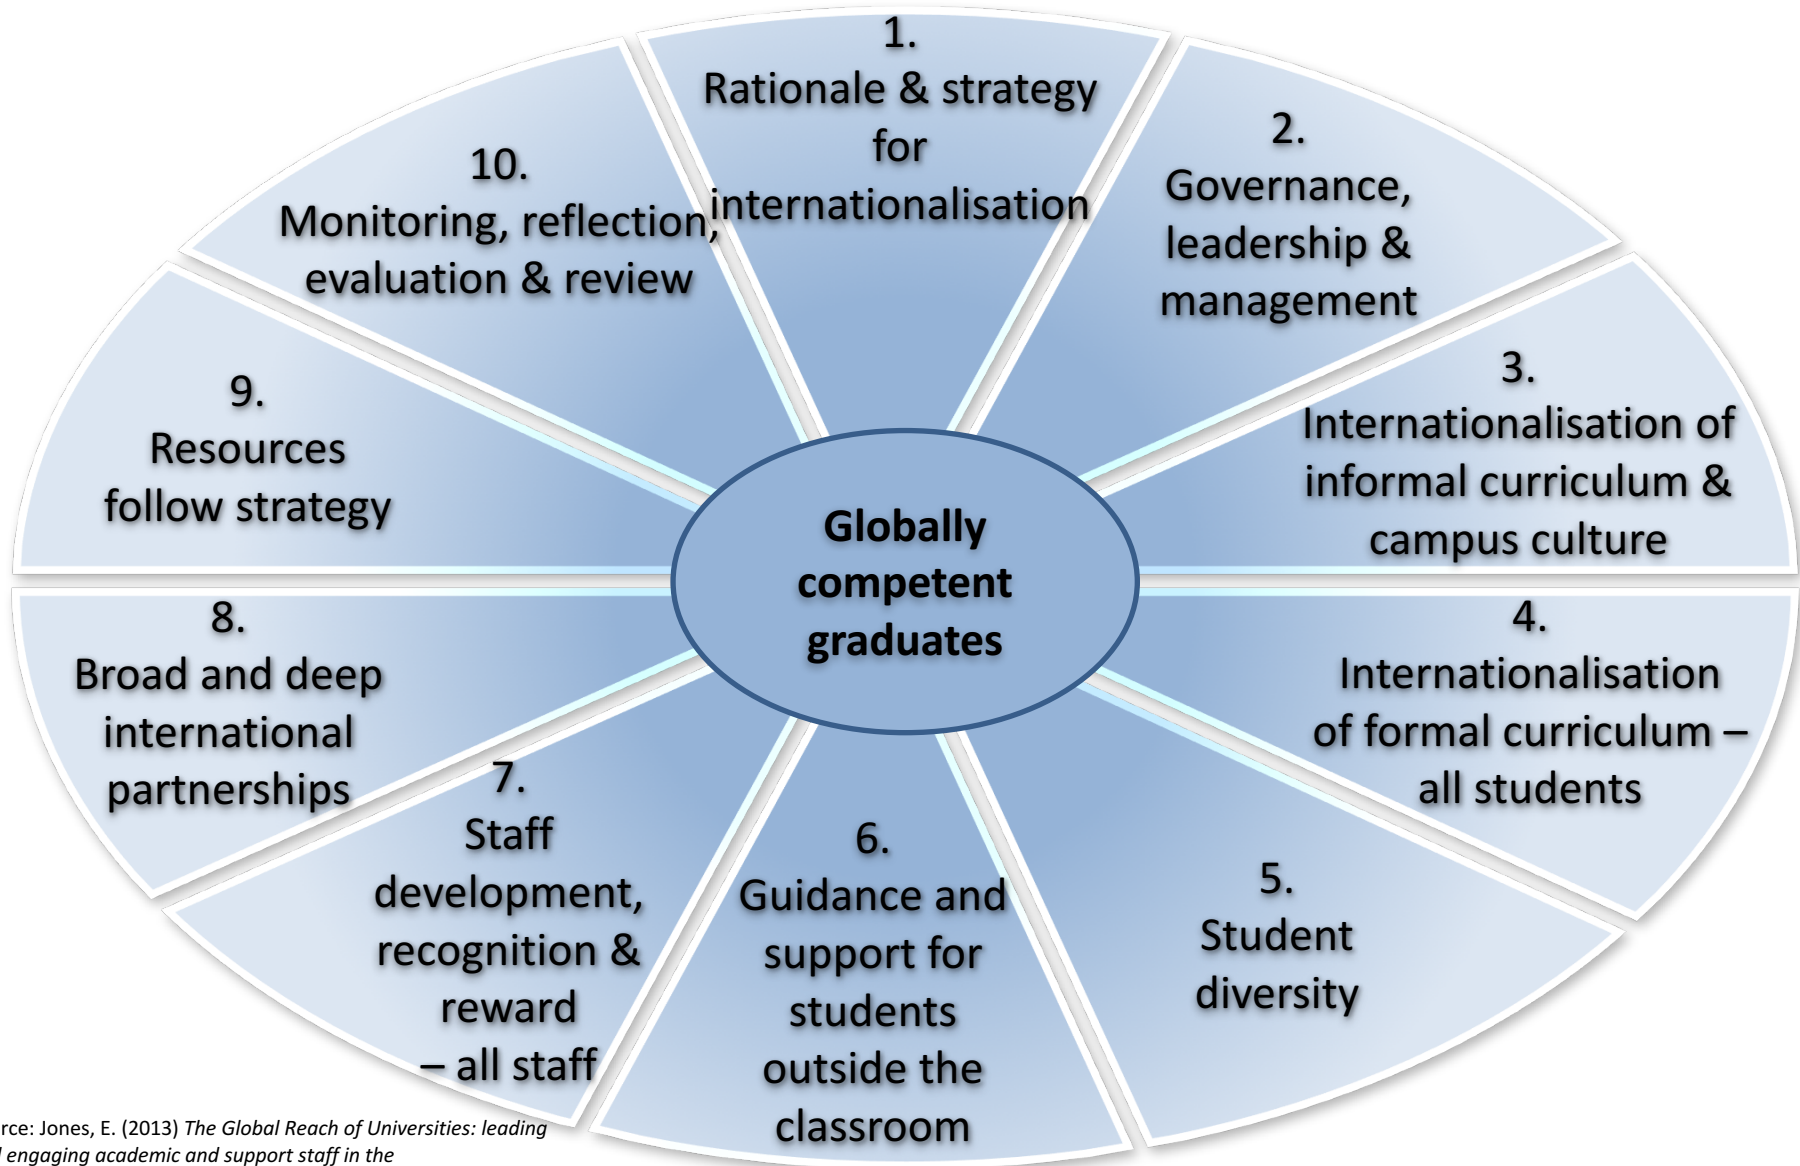 1.
Rationale & strategy
for
internationalisation
2.
Governance,
leadership &
management
3.
Internationalisation of
informal curriculum &
campus culture
4.
Internationalisation
of formal curriculum –
all students
5.
Student
diversity
6.
Guidance and
support for
students
outside the
classroom
7.
Staff
development,
recognition &
reward
– all staff
8.
Broad and deep
international
partnerships
9.
Resources
follow strategy
10.
Monitoring, reflection,
evaluation & review
Globally
competent
graduates
rce: Jones, E. (2013) The Global Reach of Universities: leading
engaging academic and support staff in the